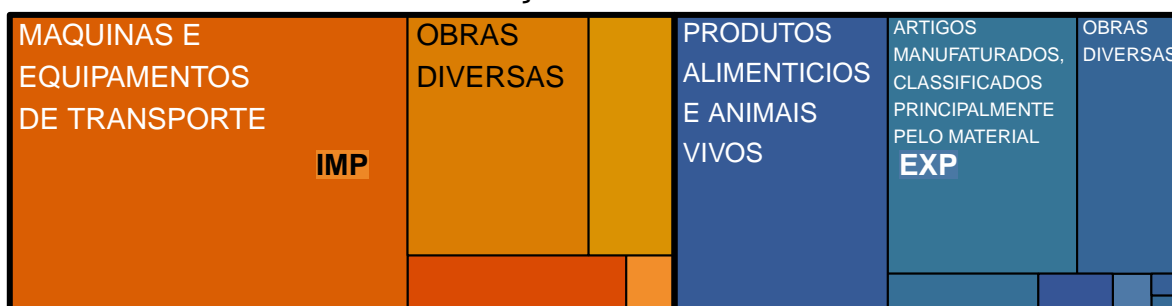 MAQUINAS E
EQUIPAMENTOS
DE TRANSPORTE
IMP
OBRAS
DIVERSAS
PRODUTOS
ALIMENTICIOS
E ANIMAIS
VIVOS
ARTIGOS
MANUFATURADOS,
CLASSIFICADOS
PRINCIPALMENTE
PELO MATERIAL
EXP
OBRAS
DIVERSAS